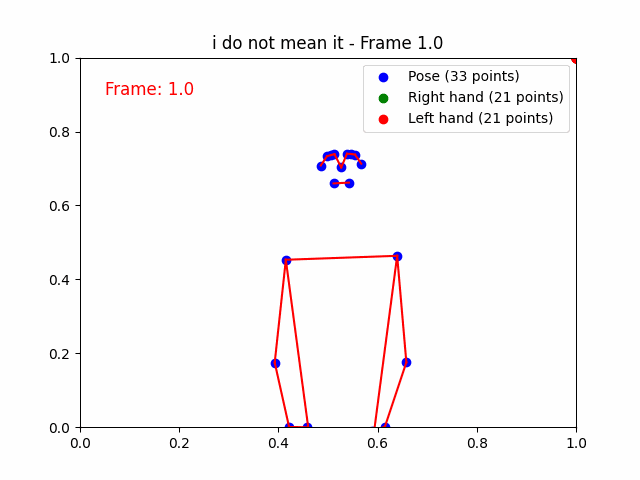 i do not mean it - Frame 1.0
Frame: 1.0
Pose (33 points)
Right hand (21 points)
Left hand (21 points)
1.0
0.8
0.6
0.4
0.2
0.0
0.0 0.2 0.4 0.6 0.8 1.0